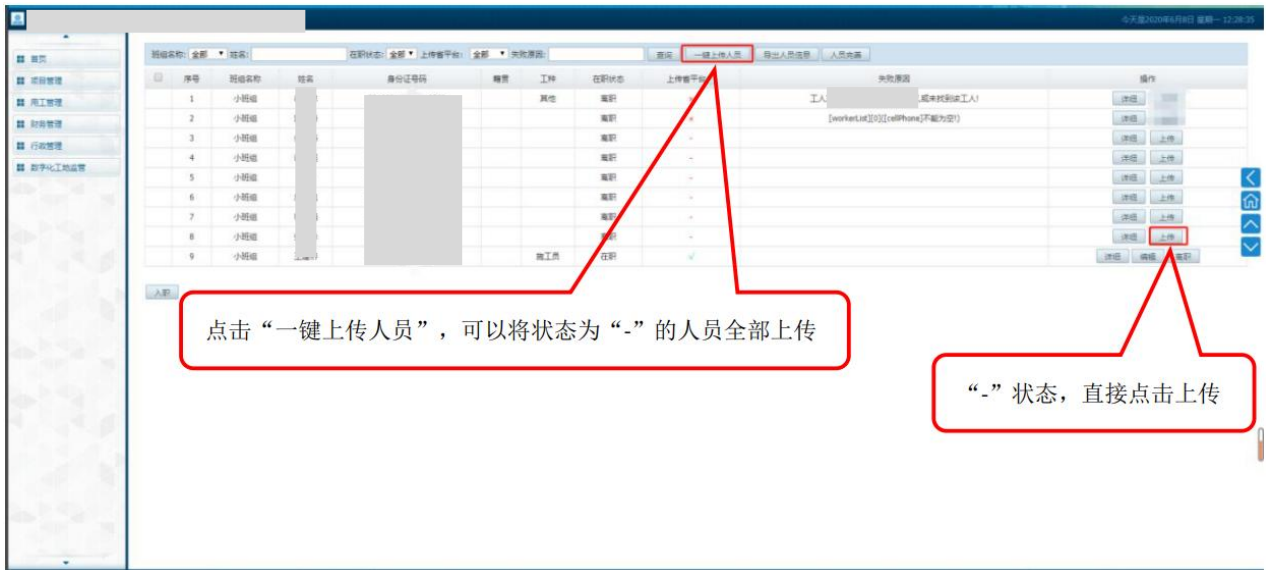 今天是2020年6月8日 星期一 12:28:35
首页
项目管理
用工管理
财务管理
行政管理
数字化工地监管
班组名称: 全部 姓名: 在职状态: 全部 上传省平台: 全部 失败原因: 查询 一键上传人员 导出人员信息 人员完善
序号 班组名称 姓名 身份证号码 籍贯 工种 在职状态 上传省平台 失败原因 操作
1 小班组 其他 离职 × 工人 或未找到该工人! 详细
2 小班组 离职 × [workerList][0]([cellPhone]不能为空!) 详细
3 小班组 离职 - 详细 上传
4 小班组 离职 - 详细 上传
5 小班组 离职 - 详细 上传
6 小班组 离职 - 详细 上传
7 小班组 离职 - 详细 上传
8 小班组 - 详细 上传
9 小班组 施工员 在职 √ 详细 编辑 离职
入职
点击“一键上传人员”，可以将状态为“-”的人员全部上传
“-”状态，直接点击上传